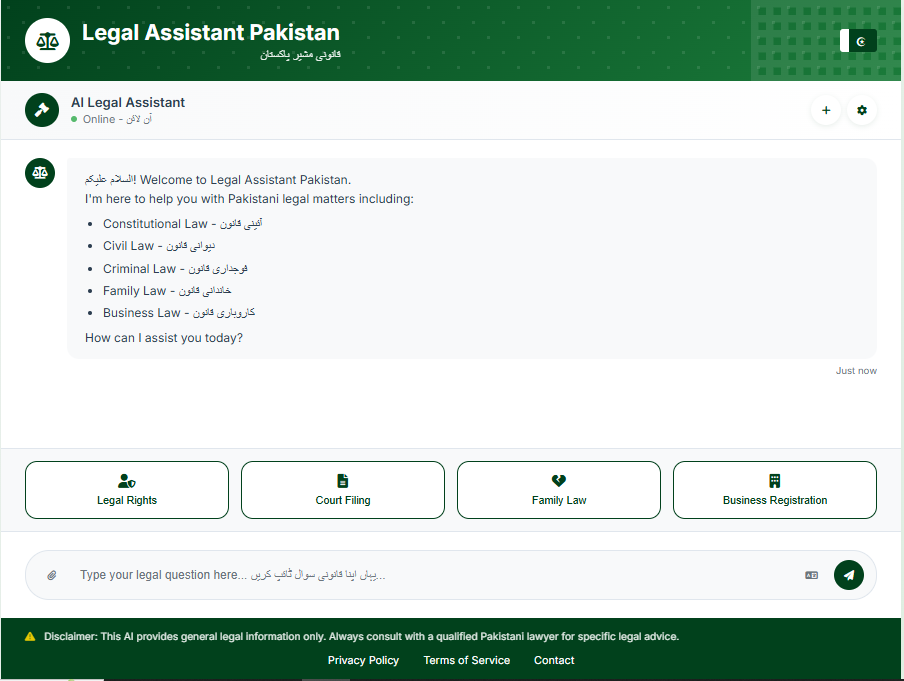 Legal Assistant Pakistan
قانونی مشیر پاکستان
AI Legal Assistant
Online - آن لائن
السلام علیکم! Welcome to Legal Assistant Pakistan.
I'm here to help you with Pakistani legal matters including:
• Constitutional Law - آئینی قانون
• Civil Law - دیوانی قانون
• Criminal Law - فوجداری قانون
• Family Law - خاندانی قانون
• Business Law - کاروباری قانون
How can I assist you today?
Just now
Legal Rights
Court Filing
Family Law
Business Registration
Type your legal question here... یہاں اپنا قانونی سوال ٹائپ کریں...
Disclaimer: This AI provides general legal information only. Always consult with a qualified Pakistani lawyer for specific legal advice.
Privacy Policy Terms of Service Contact